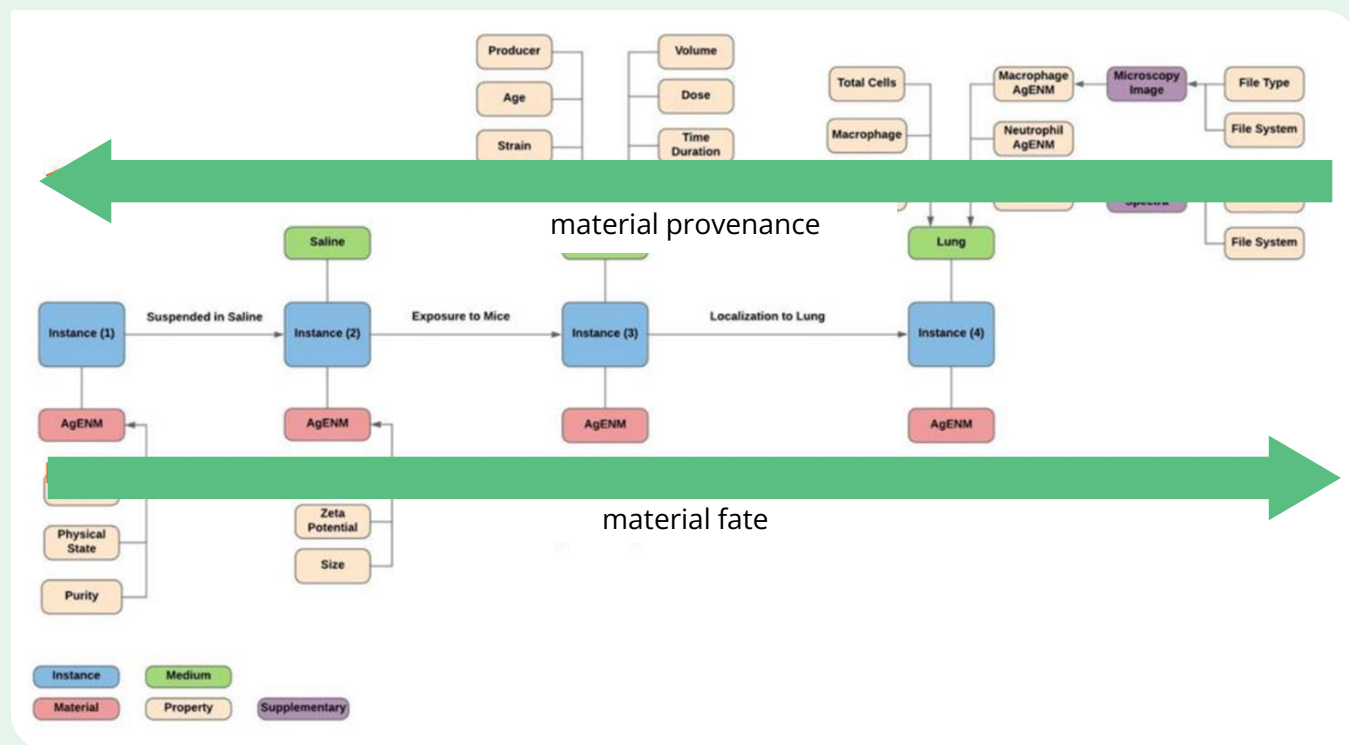 Producer
Volume
Age
Dose
Strain
Time
Duration
Total Cells
Macrophage
Macrophage
AgENM
Microscopy
Image
File Type
Neutrophil
AgENM
File System
Spectra
File System
material provenance
Saline
Lung
Instance (1)
Suspended in Saline
Instance (2)
Exposure to Mice
Instance (3)
Localization to Lung
Instance (4)
AgENM
AgENM
AgENM
AgENM
material fate
Zeta
Potential
Physical
State
Size
Purity
Instance
Medium
Material
Property
Supplementary